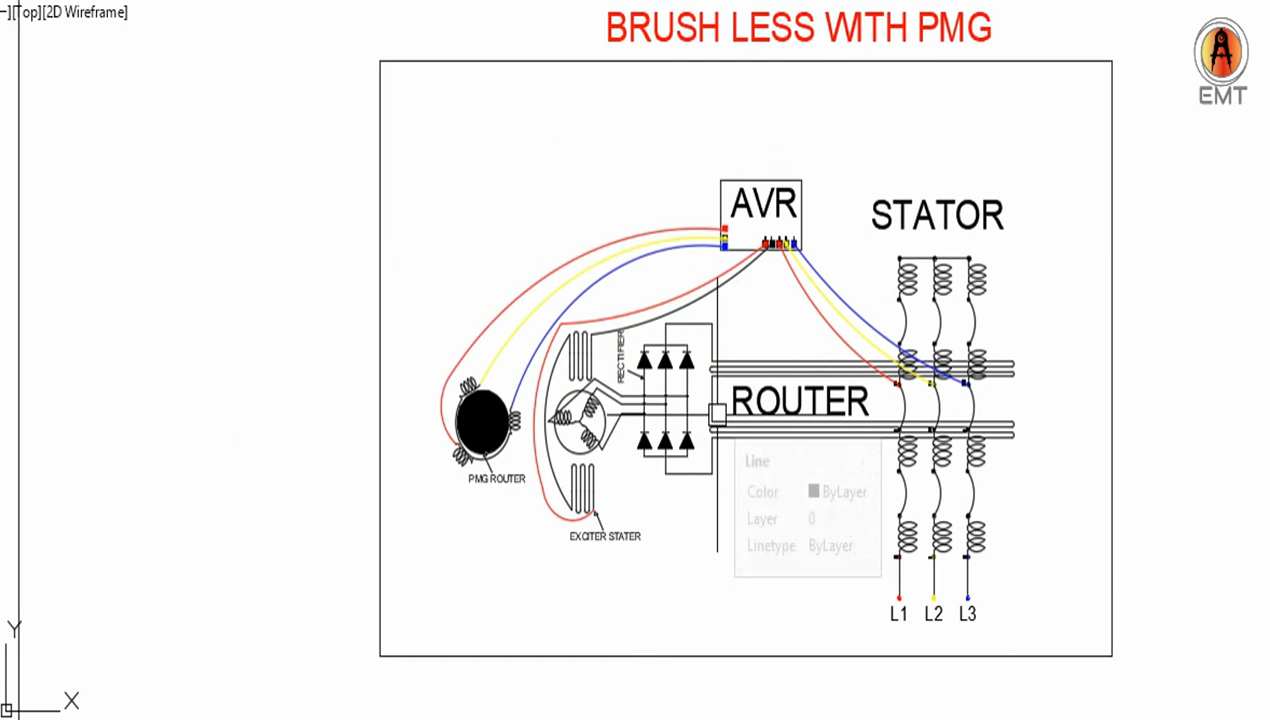 -][Top][2D Wireframe]
BRUSH LESS WITH PMG
EMT
AVR
STATOR
RECTIFIER
ROUTER
PMG ROUTER
EXCITER STATER
Line
Color ByLayer
Layer 0
Linetype ByLayer
L1 L2 L3
Y
X